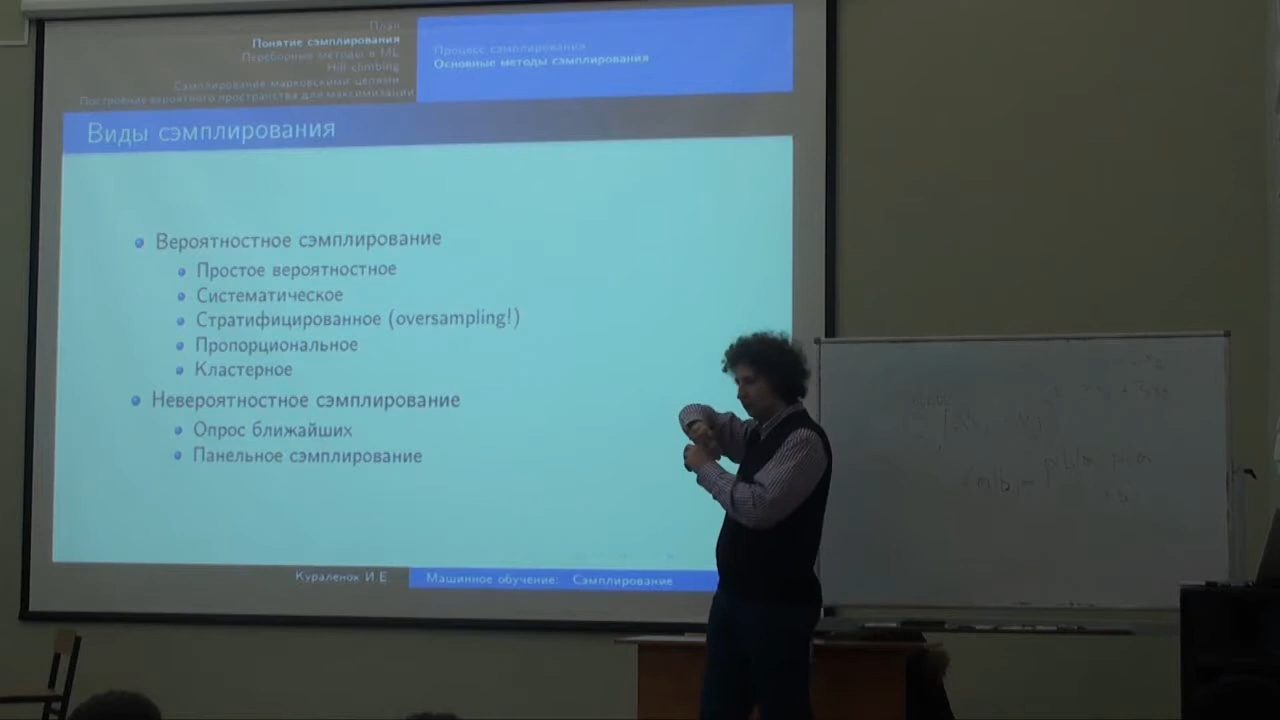 План
Понятие сэмплирования
Переборные методы в ML
Hill climbing
Сэмплирование марковскими цепями
Построение вероятного пространства для максимизации
Процесс сэмплирования
Основные методы сэмплирования
Виды сэмплирования
Вероятностное сэмплирование
Простое вероятностное
Систематическое
Стратифицированное (oversampling!)
Пропорциональное
Кластерное
Невероятностное сэмплирование
Опрос ближайших
Панельное сэмплирование
Кураленок И.Е.
Машинное обучение: Сэмплирование